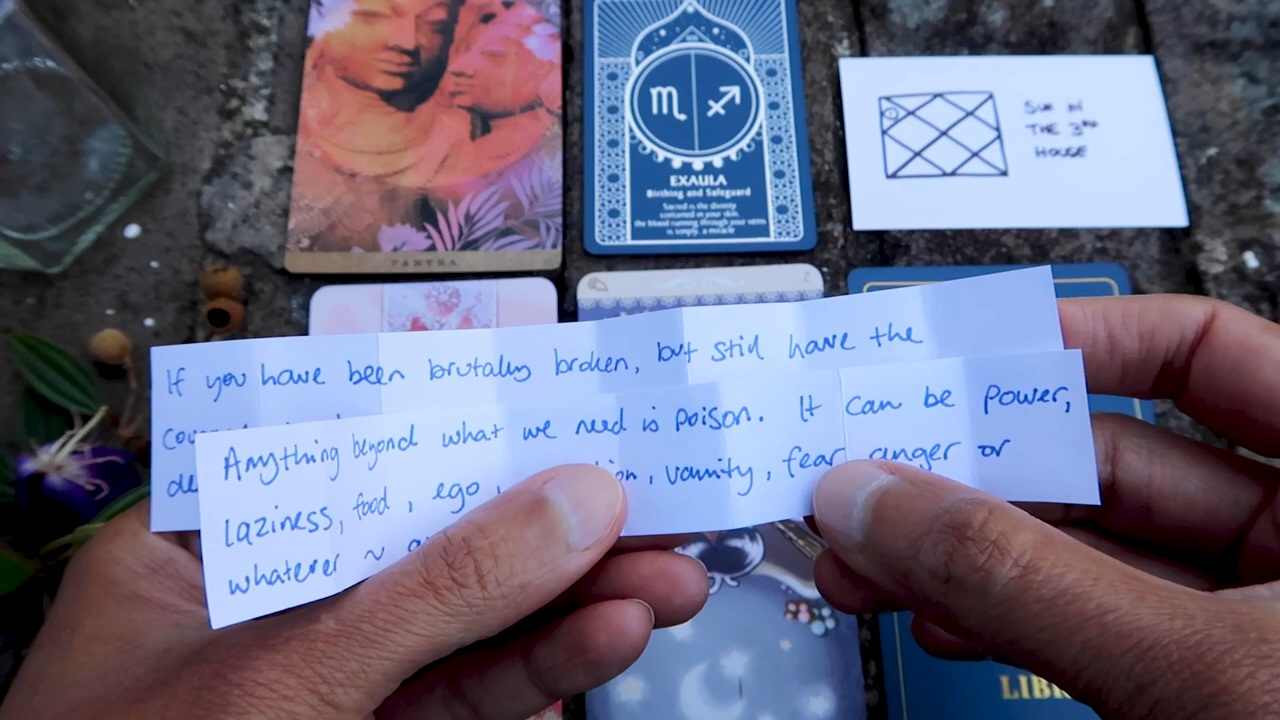 TANTRA
EXAULA
Birthing and Safeguard
Sacred is the divinity
contained in your skin.
the blood running through your veins
is simply, a miracle
SUN IN
THE 3RD
HOUSE
2
If you have been brutally broken, but still have the
Anything beyond what we need is poison. It can be power,
laziness, food, ego, vanity, fear anger or
whatever ~
LIBR